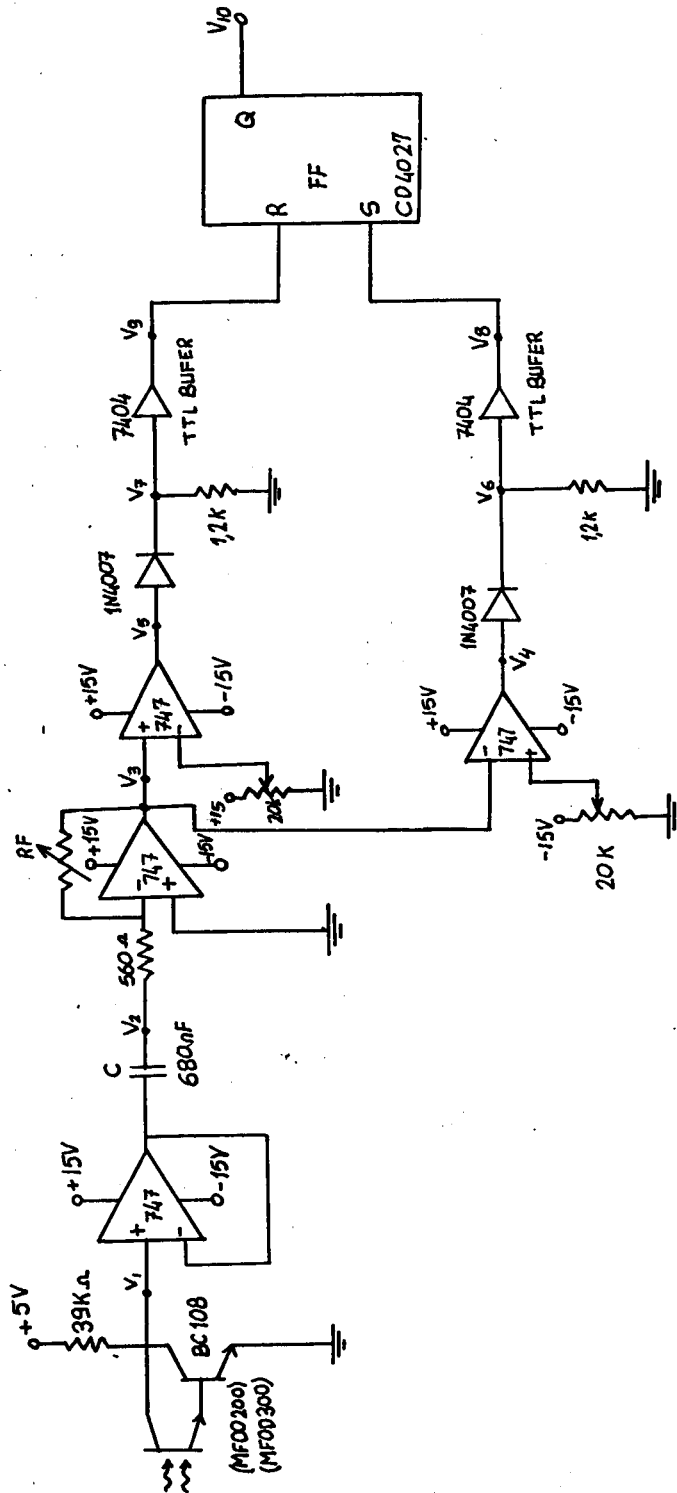 +5V
39KΩ
V1
BC108
(MFOD200)
(MFOD300)
+15V
+
747
-
-15V
C
680nF
V2
560Ω
RF
+15V
-
747
+
-15V
V3
+15V
+
747
-
-15V
+15
20K
V5
1N4007
V7
1,2K
7404
TTL BUFER
V9
-15V
20K
+15V
-
747
+
-15V
V4
1N4007
V6
1,2K
7404
TTL BUFER
V8
R
S
FF
Q
CD4027
V10